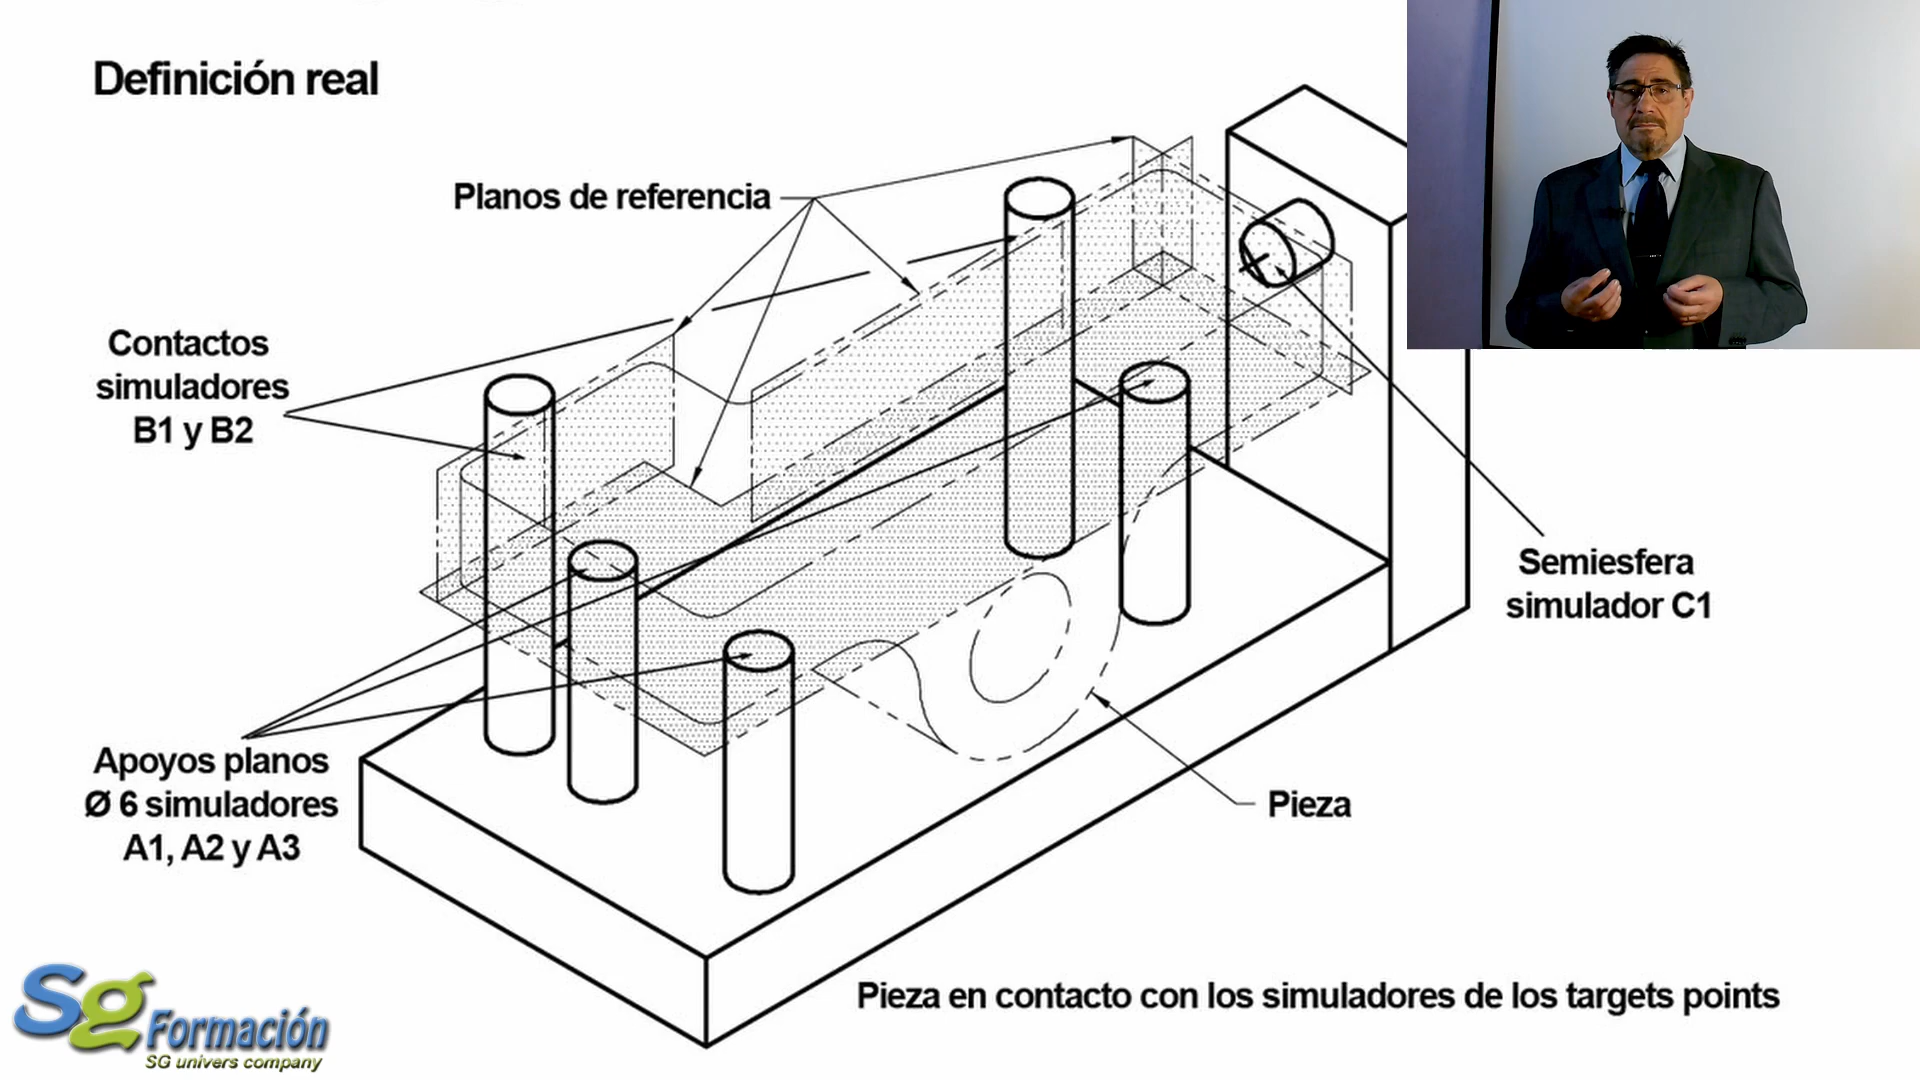 Definición real
Planos de referencia
Contactos
simuladores
B1 y B2
Semiesfera
simulador C1
Apoyos planos
Ø 6 simuladores
A1, A2 y A3
Pieza
Pieza en contacto con los simuladores de los targets points
Sg Formación
SG univers company